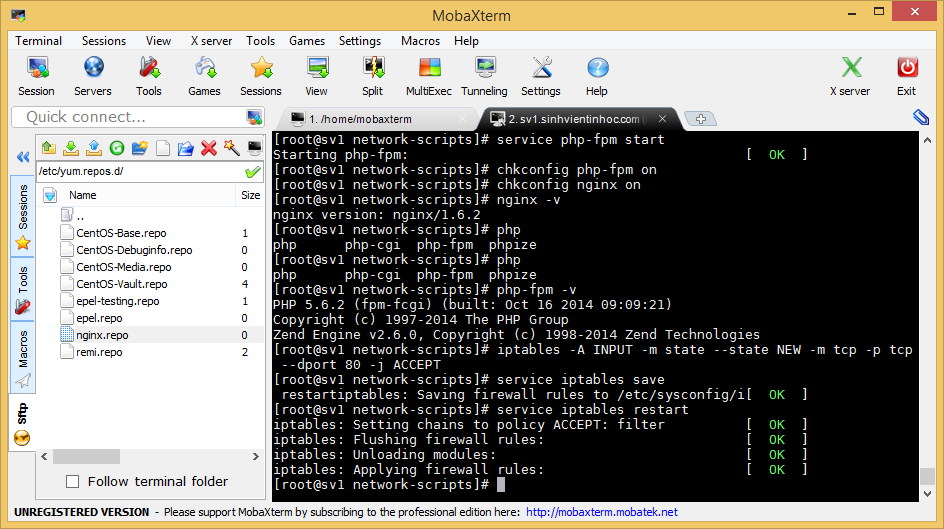 MobaXterm
Terminal Sessions View X server Tools Games Settings Macros Help
Session Servers Tools Games Sessions View Split MultiExec Tunneling Settings Help X server Exit
Quick connect...
1. /home/mobaxterm
2. sv1.sinhvientinhoc.com (
/etc/yum.repos.d/
Name Size
..
CentOS-Base.repo 1
CentOS-Debuginfo.repo 0
CentOS-Media.repo 0
CentOS-Vault.repo 4
epel-testing.repo 1
epel.repo 0
nginx.repo 0
remi.repo 2
Sessions
Tools
Macros
Sftp
Follow terminal folder
[root@sv1 network-scripts]# service php-fpm start
Starting php-fpm: [ OK ]
[root@sv1 network-scripts]# chkconfig php-fpm on
[root@sv1 network-scripts]# chkconfig nginx on
[root@sv1 network-scripts]# nginx -v
nginx version: nginx/1.6.2
[root@sv1 network-scripts]# php
php php-cgi php-fpm phpize
[root@sv1 network-scripts]# php
php php-cgi php-fpm phpize
[root@sv1 network-scripts]# php-fpm -v
PHP 5.6.2 (fpm-fcgi) (built: Oct 16 2014 09:09:21)
Copyright (c) 1997-2014 The PHP Group
Zend Engine v2.6.0, Copyright (c) 1998-2014 Zend Technologies
[root@sv1 network-scripts]# iptables -A INPUT -m state --state NEW -m tcp -p tcp
--dport 80 -j ACCEPT
[root@sv1 network-scripts]# service iptables save
restartiptables: Saving firewall rules to /etc/sysconfig/i[ OK ]
[root@sv1 network-scripts]# service iptables restart
iptables: Setting chains to policy ACCEPT: filter [ OK ]
iptables: Flushing firewall rules: [ OK ]
iptables: Unloading modules: [ OK ]
iptables: Applying firewall rules: [ OK ]
[root@sv1 network-scripts]#
UNREGISTERED VERSION - Please support MobaXterm by subscribing to the professional edition here: http://mobaxterm.mobatek.net